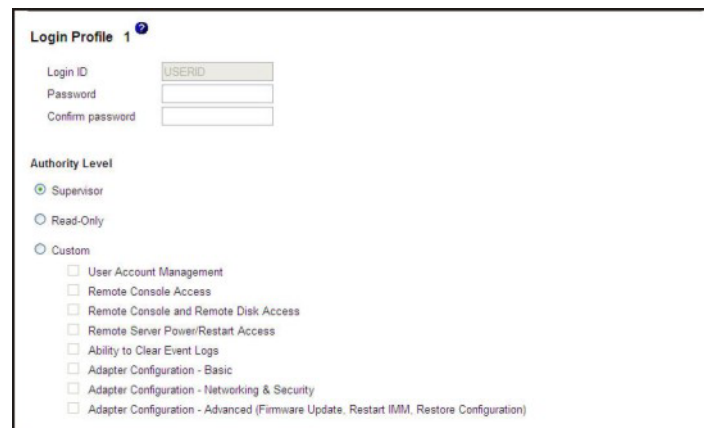 Login Profile 1 ?
Login ID USERID
Password
Confirm password
Authority Level
Supervisor
Read-Only
Custom
User Account Management
Remote Console Access
Remote Console and Remote Disk Access
Remote Server Power/Restart Access
Ability to Clear Event Logs
Adapter Configuration - Basic
Adapter Configuration - Networking & Security
Adapter Configuration - Advanced (Firmware Update, Restart IMM, Restore Configuration)